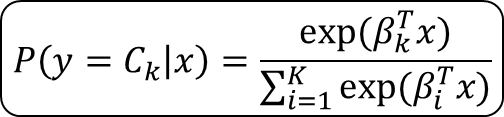 P(y = C_k|x) = exp(β_k^T x) / ∑_{i=1}^K exp(β_i^T x)